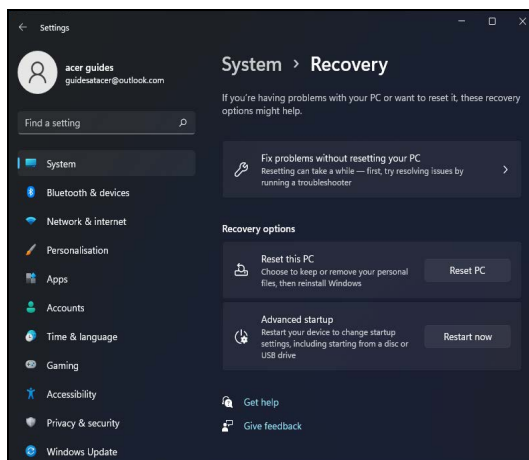 Settings
acer guides
guidesatacer@outlook.com
Find a setting
System
Bluetooth & devices
Network & internet
Personalisation
Apps
Accounts
Time & language
Gaming
Accessibility
Privacy & security
Windows Update
System > Recovery
If you're having problems with your PC or want to reset it, these recovery
options might help.
Fix problems without resetting your PC
Resetting can take a while — first, try resolving issues by
running a troubleshooter
Recovery options
Reset this PC
Choose to keep or remove your personal
files, then reinstall Windows
Reset PC
Advanced startup
Restart your device to change startup
settings, including starting from a disc or
USB drive
Restart now
Get help
Give feedback